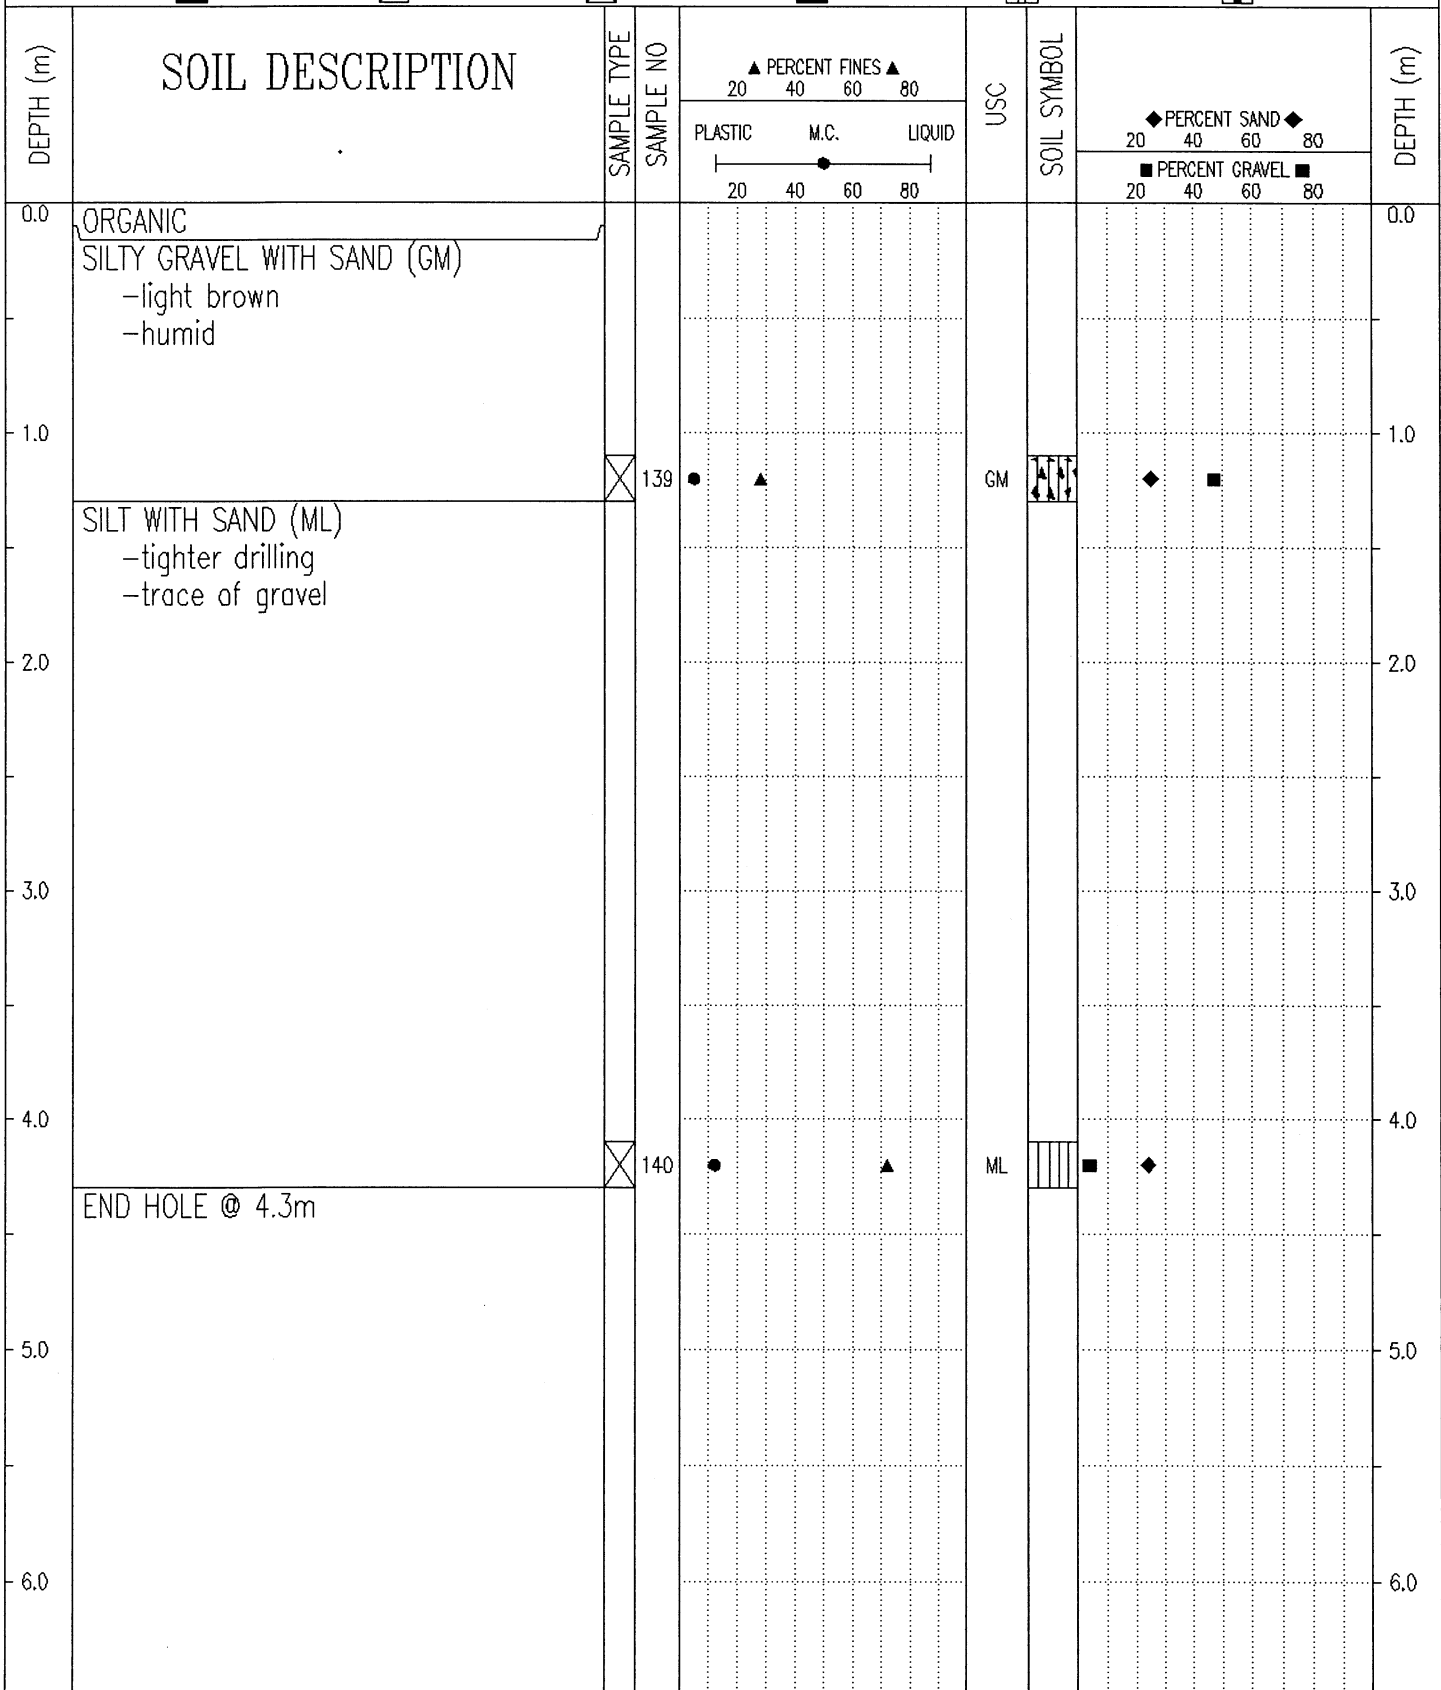 DEPTH (m)
SOIL DESCRIPTION
SAMPLE TYPE
SAMPLE NO
▲ PERCENT FINES ▲
20 40 60 80
PLASTIC M.C. LIQUID
20 40 60 80
USC
SOIL SYMBOL
◆ PERCENT SAND ◆
20 40 60 80
■ PERCENT GRAVEL ■
20 40 60 80
DEPTH (m)
0.0 ORGANIC 0.0
SILTY GRAVEL WITH SAND (GM)
-light brown
-humid
1.0 1.0
139 GM
SILT WITH SAND (ML)
-tighter drilling
-trace of gravel
2.0 2.0
3.0 3.0
4.0 4.0
140 ML
END HOLE @ 4.3m
5.0 5.0
6.0 6.0